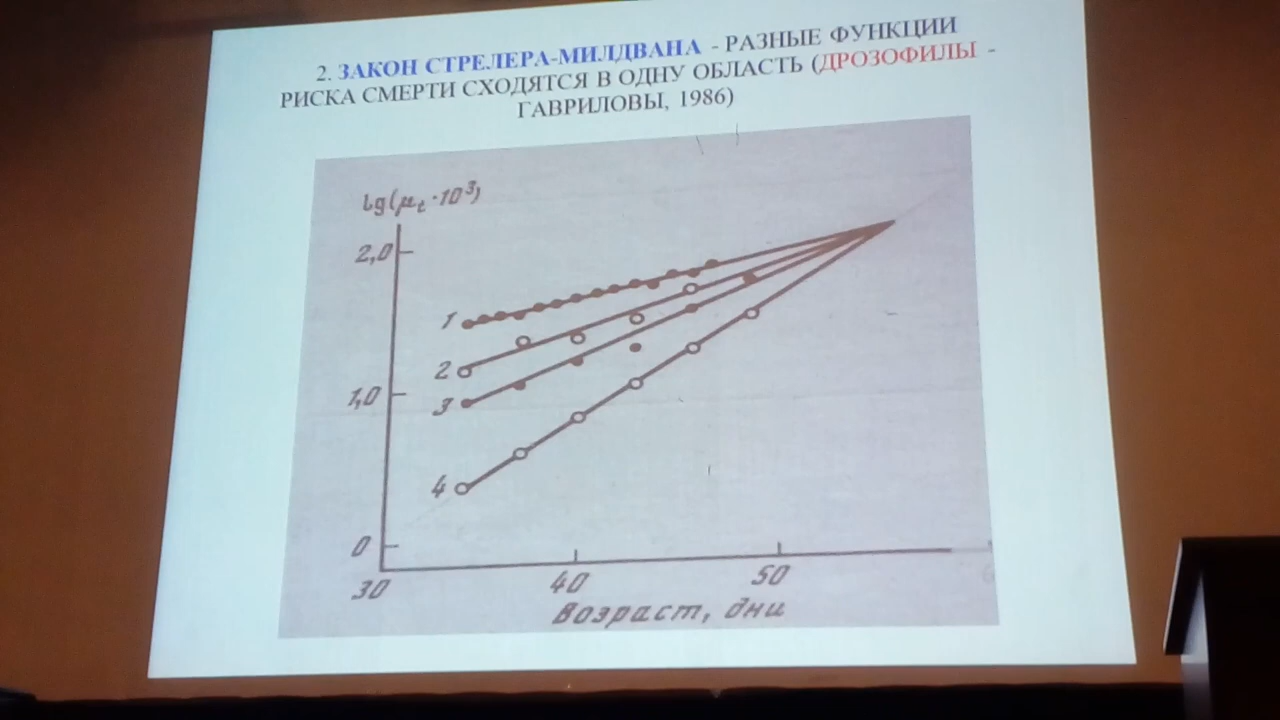 2. ЗАКОН СТРЕЛЕРА-МИЛДВАНА - РАЗНЫЕ ФУНКЦИИ
РИСКА СМЕРТИ СХОДЯТСЯ В ОДНУ ОБЛАСТЬ (ДРОЗОФИЛЫ -
ГАВРИЛОВЫ, 1986)
lg(μt·10³)
2,0
1
2
1,0
3
4
0
30
40
50
Возраст, дни